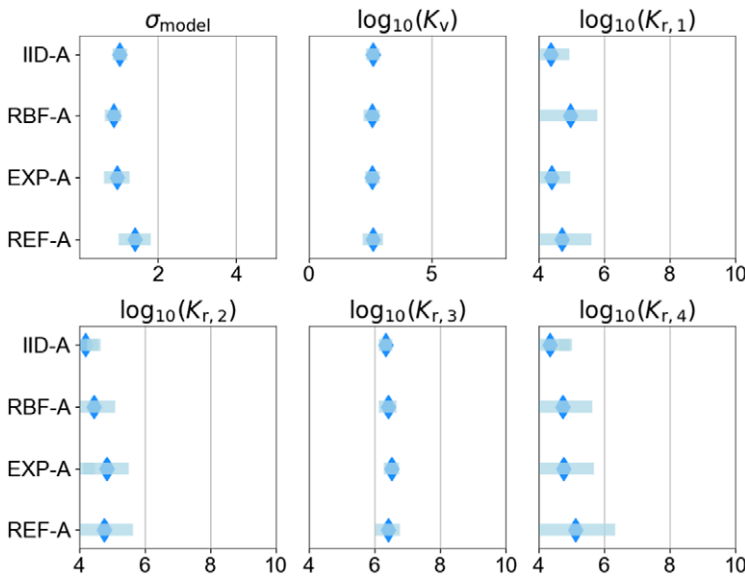 σmodel log10(Kv) log10(Kr, 1)
IID-A
RBF-A
EXP-A
REF-A
2 4 0 5 4 6 8 10
log10(Kr, 2) log10(Kr, 3) log10(Kr, 4)
IID-A
RBF-A
EXP-A
REF-A
4 6 8 10 4 6 8 10 4 6 8 10